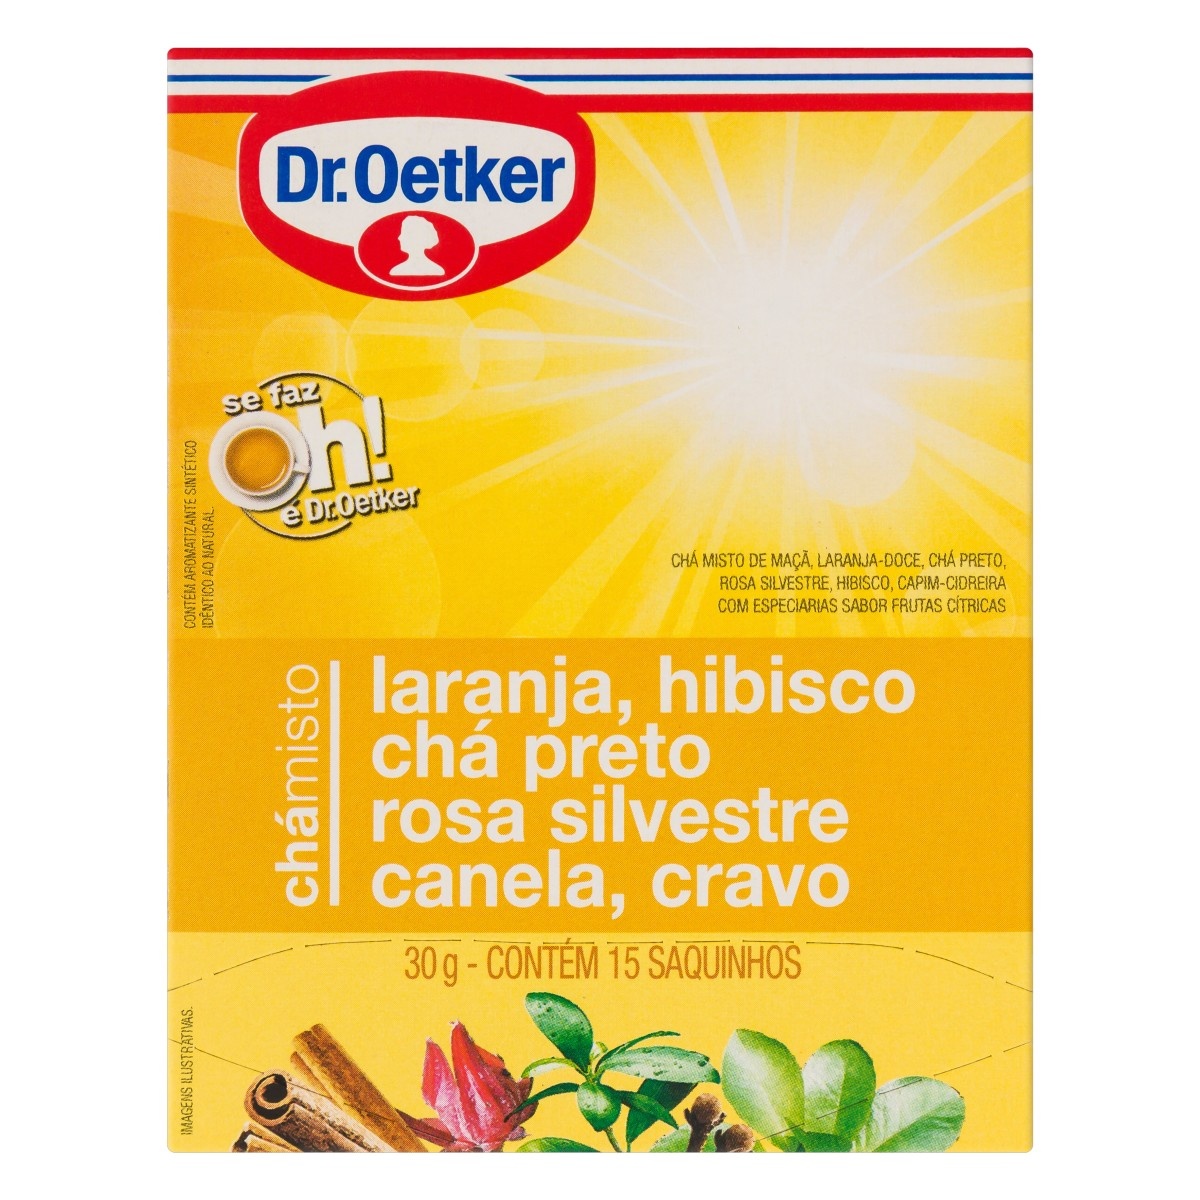 Dr.Oetker
se faz
Oh!
é Dr.Oetker
CONTÉM AROMATIZANTE SINTÉTICO
IDÊNTICO AO NATURAL.
CHÁ MISTO DE MAÇÃ, LARANJA-DOCE, CHÁ PRETO,
ROSA SILVESTRE, HIBISCO, CAPIM-CIDREIRA
COM ESPECIARIAS SABOR FRUTAS CÍTRICAS
chámisto
laranja, hibisco
chá preto
rosa silvestre
canela, cravo
30 g - CONTÉM 15 SAQUINHOS
IMAGENS ILUSTRATIVAS.